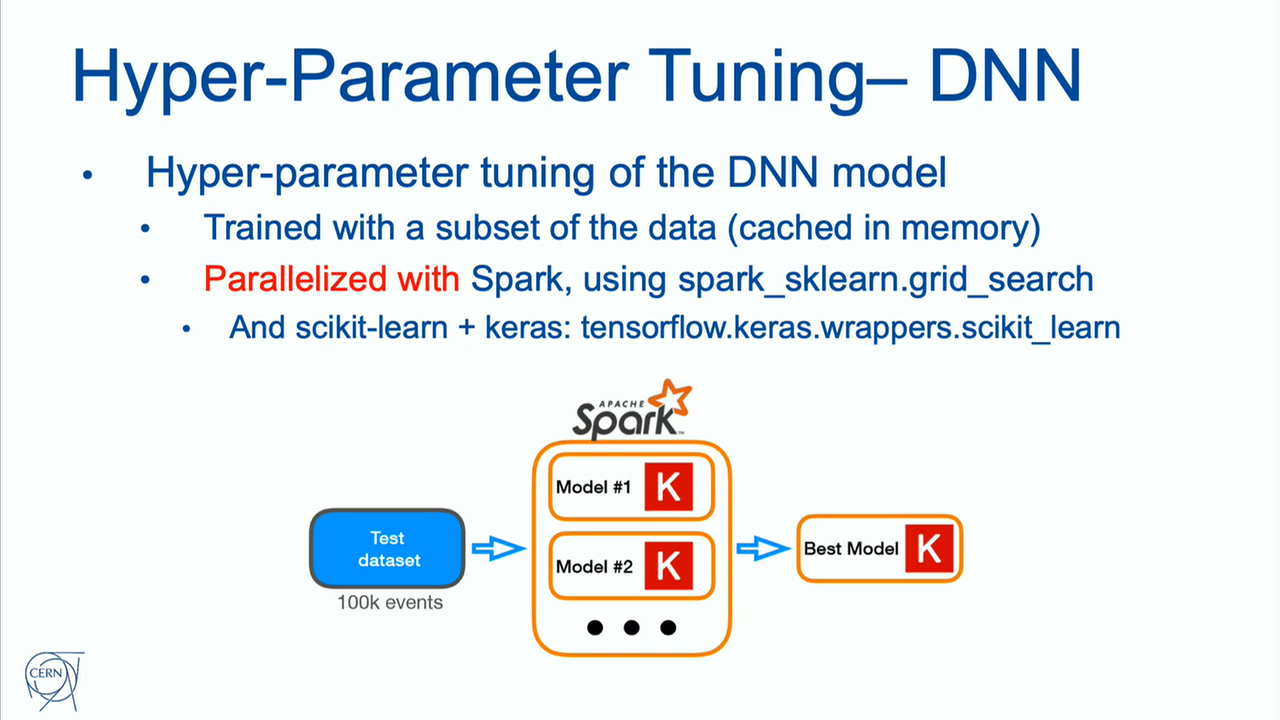 Hyper-Parameter Tuning– DNN
• Hyper-parameter tuning of the DNN model
• Trained with a subset of the data (cached in memory)
• Parallelized with Spark, using spark_sklearn.grid_search
• And scikit-learn + keras: tensorflow.keras.wrappers.scikit_learn
APACHE
Spark™
Model #1 K
Test
dataset
100k events
Model #2 K
Best Model K
CERN